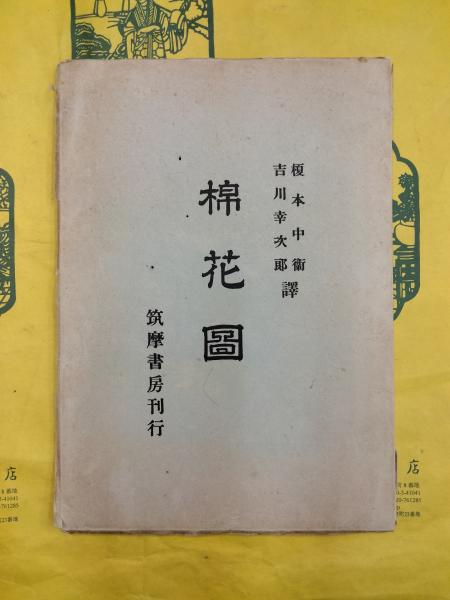 榎本中衞
吉川幸次郎
譯
棉花圖
筑摩書房刊行
店
店